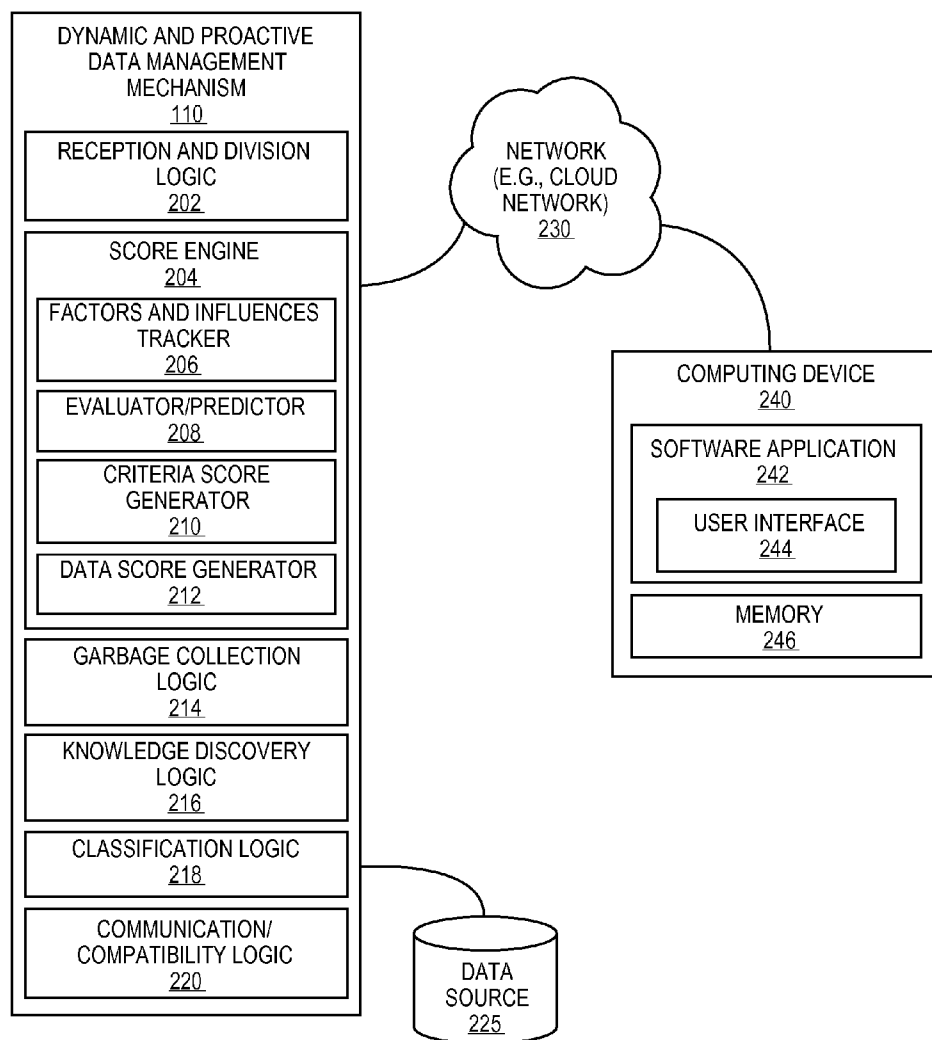 DYNAMIC AND PROACTIVE
DATA MANAGEMENT
MECHANISM
110
RECEPTION AND DIVISION
LOGIC
202
SCORE ENGINE
204
FACTORS AND INFLUENCES
TRACKER
206
EVALUATOR/PREDICTOR
208
CRITERIA SCORE
GENERATOR
210
DATA SCORE GENERATOR
212
GARBAGE COLLECTION
LOGIC
214
KNOWLEDGE DISCOVERY
LOGIC
216
CLASSIFICATION LOGIC
218
COMMUNICATION/
COMPATIBILITY LOGIC
220
NETWORK
(E.G., CLOUD
NETWORK)
230
COMPUTING DEVICE
240
SOFTWARE APPLICATION
242
USER INTERFACE
244
MEMORY
246
DATA
SOURCE
225